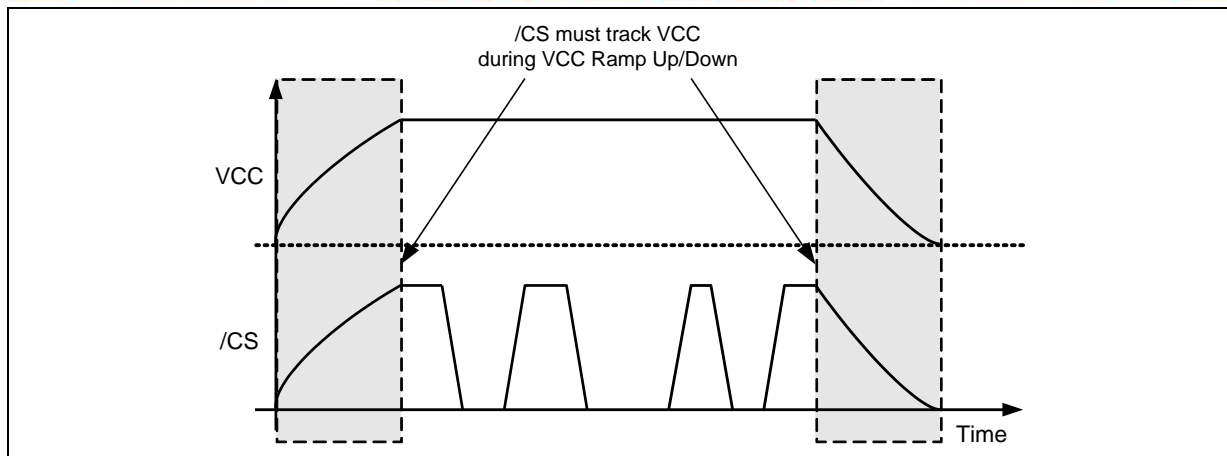 /CS must track VCC
during VCC Ramp Up/Down
VCC
/CS
Time